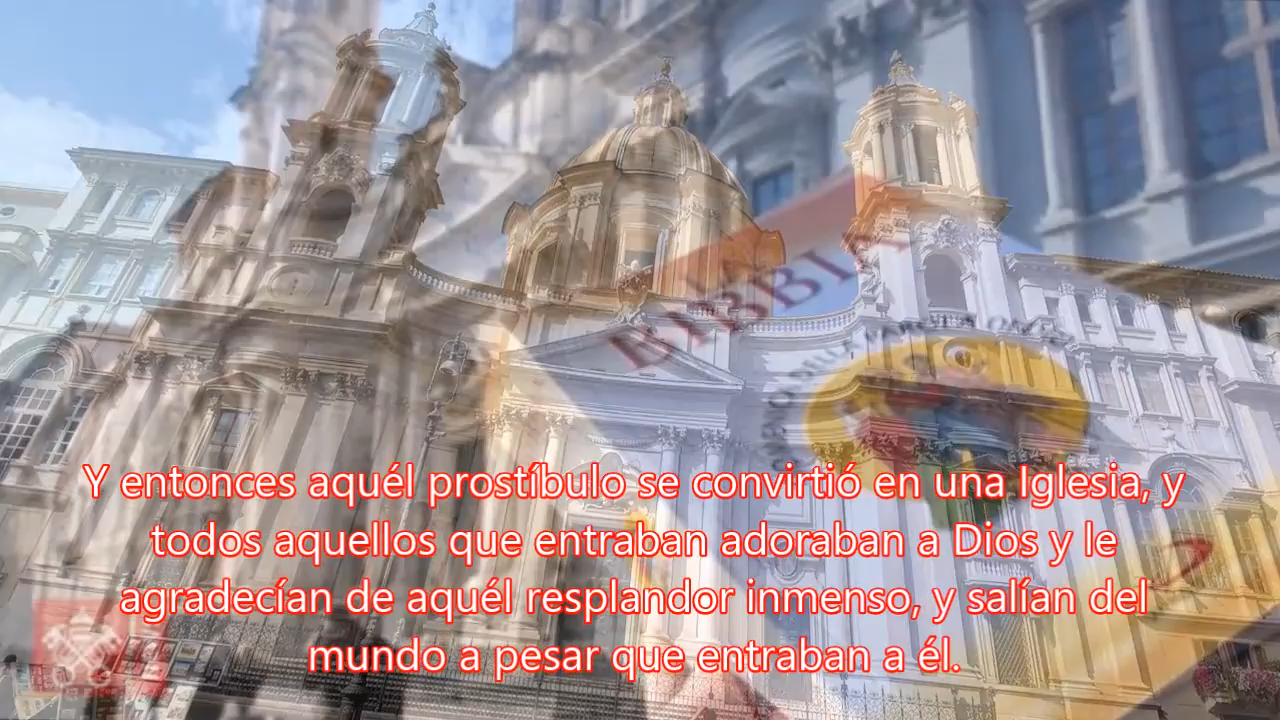 BIBBIA
Y entonces aquél prostíbulo se convirtió en una Iglesia, y
todos aquellos que entraban adoraban a Dios y le
agradecían de aquél resplandor inmenso, y salían del
mundo a pesar que entraban a él.